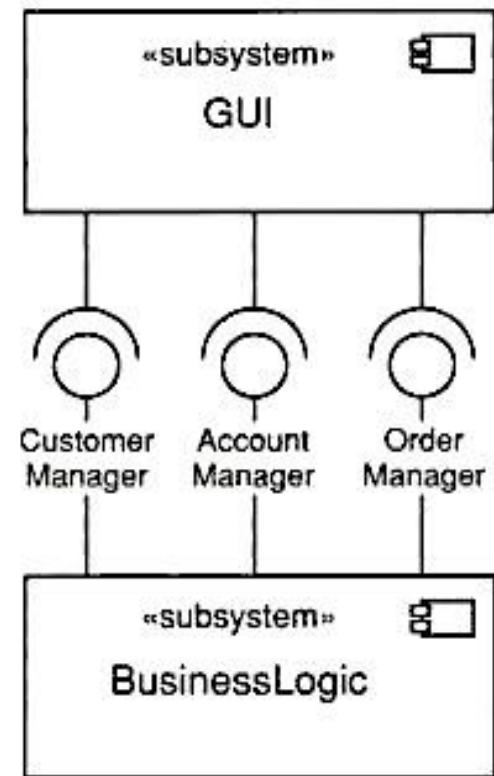 «subsystem»
GUI
Customer
Manager
Account
Manager
Order
Manager
«subsystem»
BusinessLogic